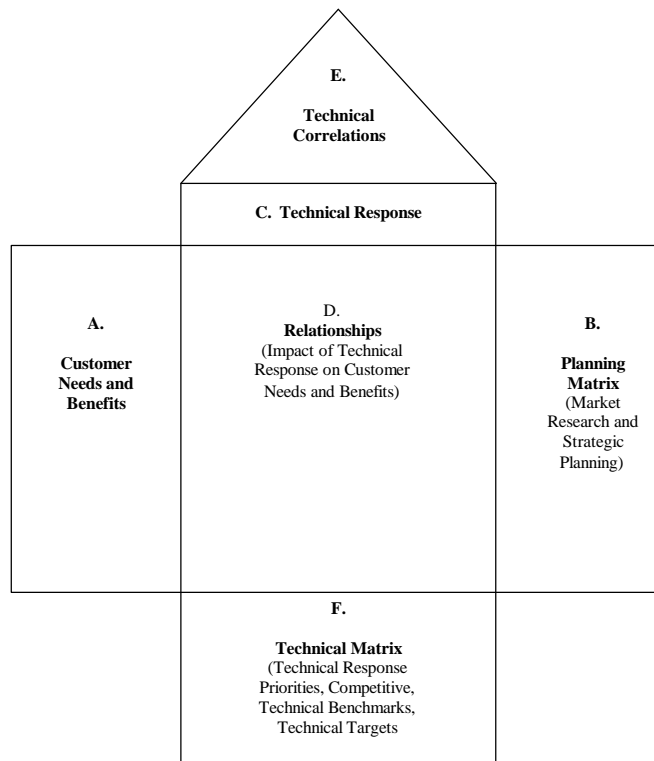 E.
Technical
Correlations
C. Technical Response
A.
Customer
Needs and
Benefits
D.
Relationships
(Impact of Technical
Response on Customer
Needs and Benefits)
B.
Planning
Matrix
(Market
Research and
Strategic
Planning)
F.
Technical Matrix
(Technical Response
Priorities, Competitive,
Technical Benchmarks,
Technical Targets